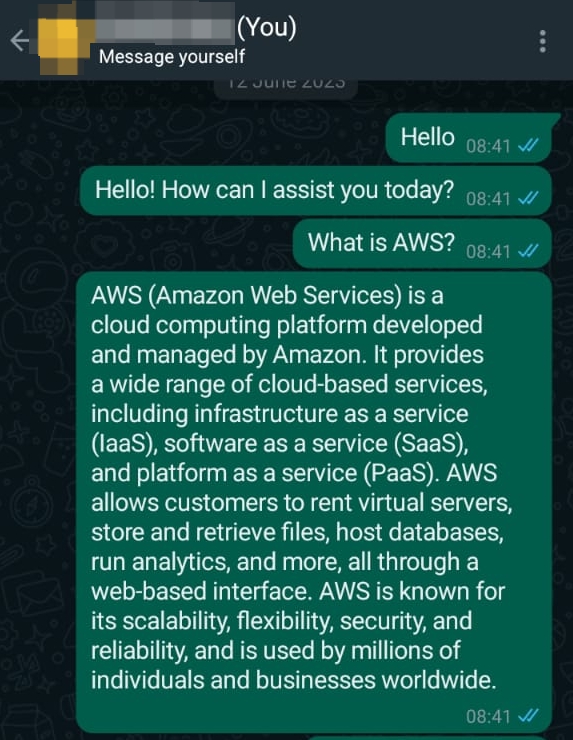 (You)
Message yourself
12 June 2023
Hello 08:41
Hello! How can I assist you today? 08:41
What is AWS? 08:41
AWS (Amazon Web Services) is a
cloud computing platform developed
and managed by Amazon. It provides
a wide range of cloud-based services,
including infrastructure as a service
(IaaS), software as a service (SaaS),
and platform as a service (PaaS). AWS
allows customers to rent virtual servers,
store and retrieve files, host databases,
run analytics, and more, all through a
web-based interface. AWS is known for
its scalability, flexibility, security, and
reliability, and is used by millions of
individuals and businesses worldwide.
08:41